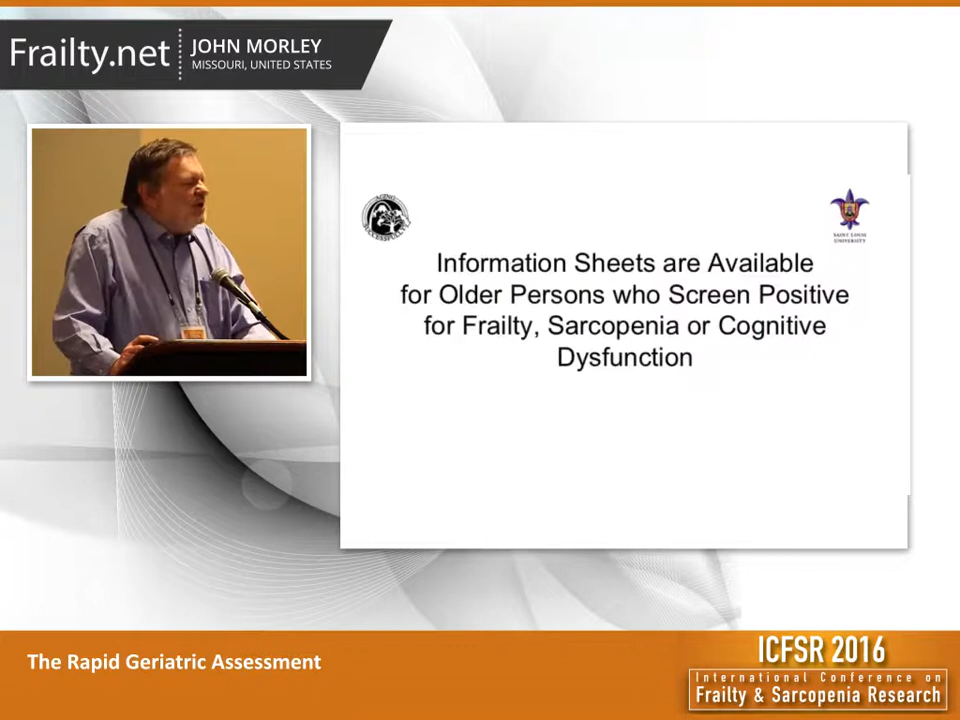 Frailty.net
JOHN MORLEY
MISSOURI, UNITED STATES
AGING
SUCCESSFULLY
SAINT LOUIS
UNIVERSITY
Information Sheets are Available
for Older Persons who Screen Positive
for Frailty, Sarcopenia or Cognitive
Dysfunction
The Rapid Geriatric Assessment
ICFSR 2016
International Conference on
Frailty & Sarcopenia Research